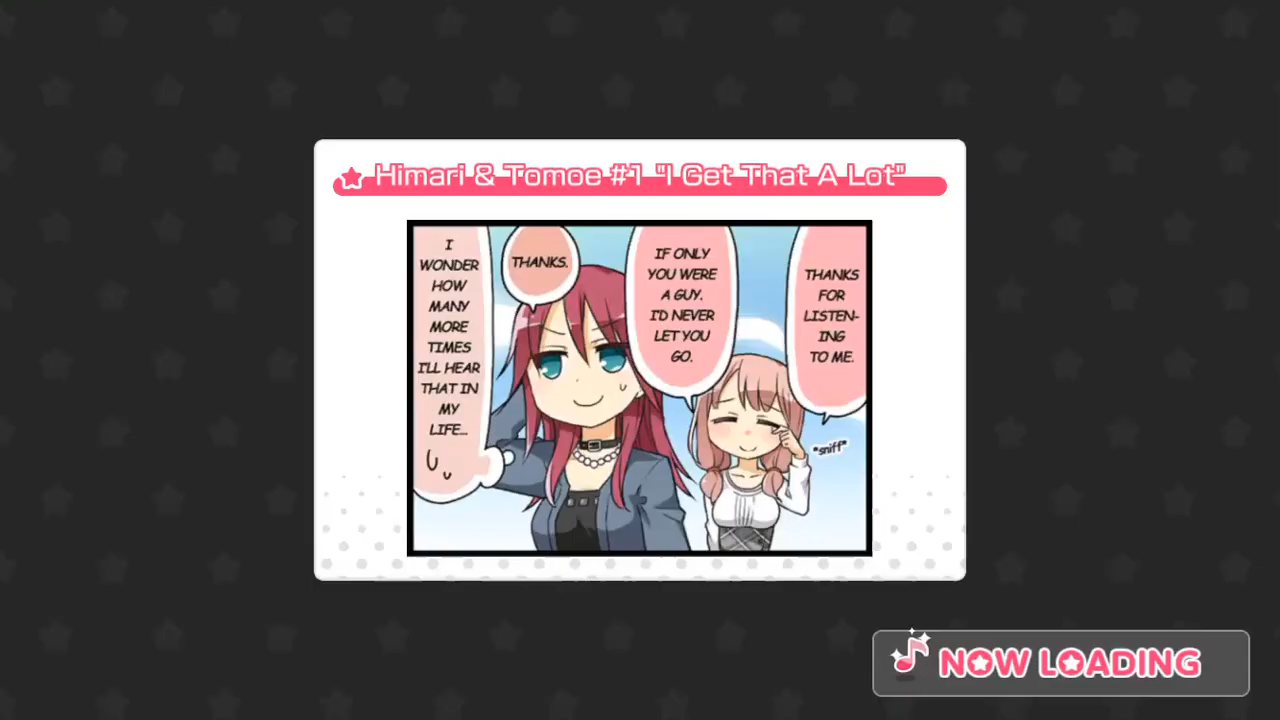 Himari & Tomoe #1 "I Get That A Lot"
THANKS
FOR
LISTEN-
ING
TO ME.
IF ONLY
YOU WERE
A GUY.
I'D NEVER
LET YOU
GO.
*sniff*
THANKS.
I
WONDER
HOW
MANY
MORE
TIMES
I'LL HEAR
THAT IN
MY
LIFE...
NOW LOADING